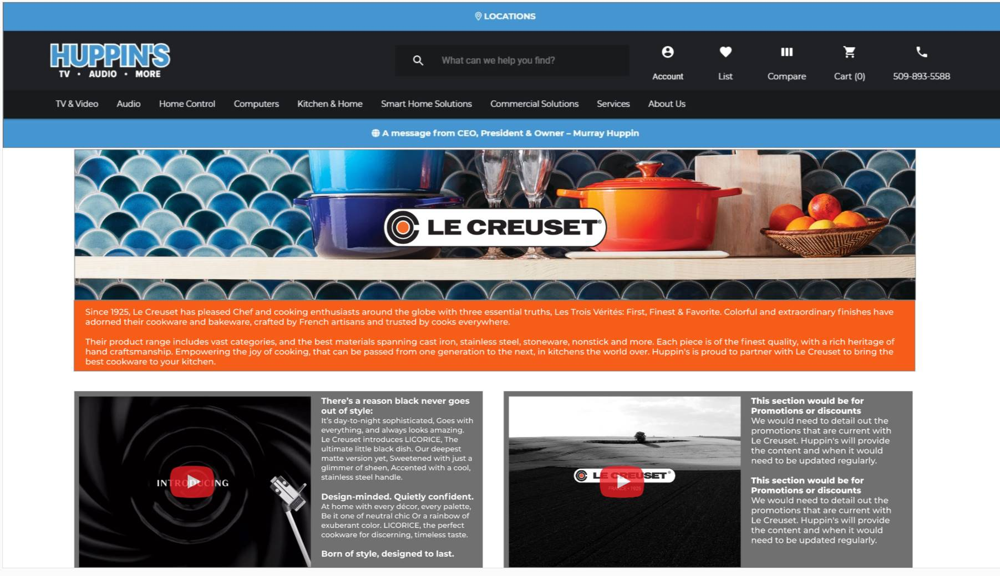 LOCATIONS
HUPPIN'S
TV • AUDIO • MORE
What can we help you find?
Account
List
Compare
Cart (0)
509-893-5588
TV & Video
Audio
Home Control
Computers
Kitchen & Home
Smart Home Solutions
Commercial Solutions
Services
About Us
A message from CEO, President & Owner – Murray Huppin
LE CREUSET®
Since 1925, Le Creuset has pleased Chef and cooking enthusiasts around the globe with three essential truths, Les Trois Vérités: First, Finest & Favorite. Colorful and extraordinary finishes have
adorned their cookware and bakeware, crafted by French artisans and trusted by cooks everywhere.
Their product range includes vast categories, and the best materials spanning cast iron, stainless steel, stoneware, nonstick and more. Each piece is of the finest quality, with a rich heritage of
hand craftsmanship. Empowering the joy of cooking, that can be passed from one generation to the next, in kitchens the world over. Huppin's is proud to partner with Le Creuset to bring the
best cookware to your kitchen.
INTRODUCING
There's a reason black never goes
out of style:
It's day-to-night sophisticated, Goes with
everything, and always looks amazing.
Le Creuset introduces LICORICE, The
ultimate little black dish. Our deepest
matte version yet, Sweetened with just a
glimmer of sheen, Accented with a cool,
stainless steel handle.
Design-minded. Quietly confident.
At home with every décor, every palette,
Be it one of neutral chic Or a rainbow of
exuberant color. LICORICE, the perfect
cookware for discerning, timeless taste.
Born of style, designed to last.
LE CREUSET®
FRANCE • 1925
This section would be for
Promotions or discounts
We would need to detail out the
promotions that are current with
Le Creuset. Huppin's will provide
the content and when it would
need to be updated regularly.
This section would be for
Promotions or discounts
We would need to detail out the
promotions that are current with
Le Creuset. Huppin's will provide
the content and when it would
need to be updated regularly.